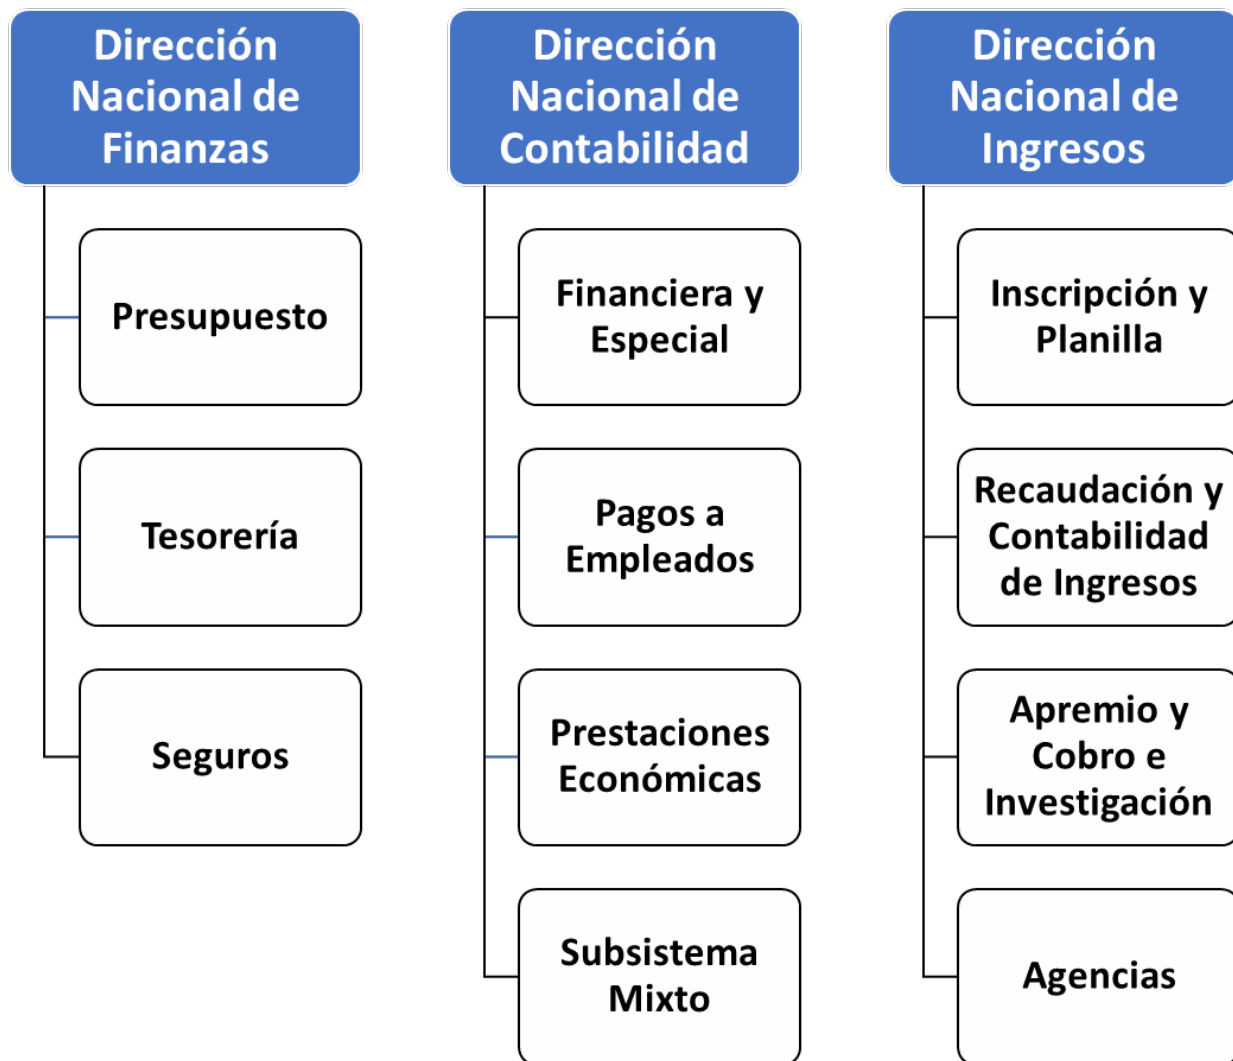 Dirección
Nacional de
Finanzas
Presupuesto
Tesorería
Seguros
Dirección
Nacional de
Contabilidad
Financiera y
Especial
Pagos a
Empleados
Prestaciones
Económicas
Subsistema
Mixto
Dirección
Nacional de
Ingresos
Inscripción y
Planilla
Recaudación y
Contabilidad
de Ingresos
Apremio y
Cobro e
Investigación
Agencias